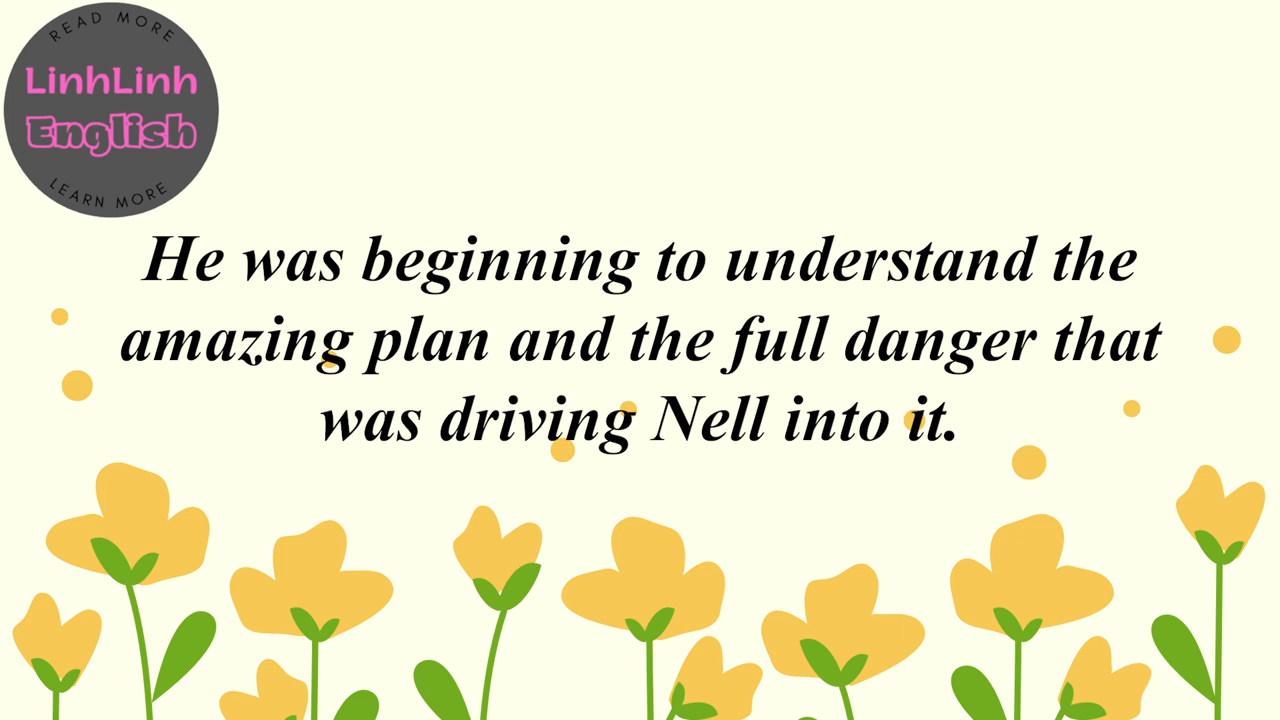 READ MORE
LinhLinh
English
LEARN MORE
He was beginning to understand the
amazing plan and the full danger that
was driving Nell into it.